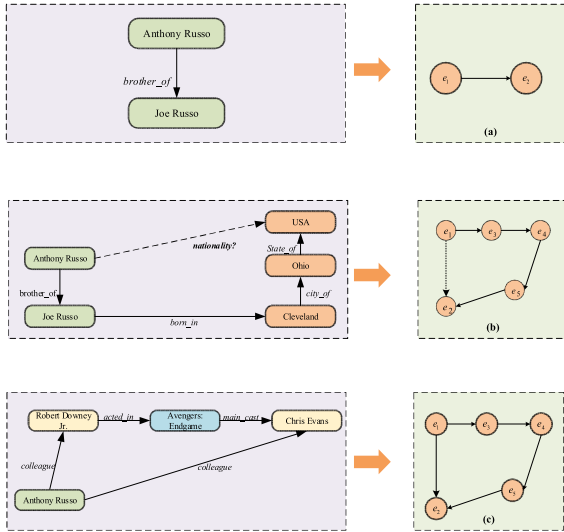 Anthony Russo
brother_of
Joe Russo
e1
e2
(a)
USA
nationality?
State_of
Anthony Russo
Ohio
brother_of
city_of
Joe Russo
born_in
Cleveland
e1
e3
e4
e5
e2
(b)
Robert Downey
Jr.
acted_in
Avengers:
Endgame
main_cast
Chris Evans
colleague
colleague
Anthony Russo
e1
e3
e4
e5
e2
(c)